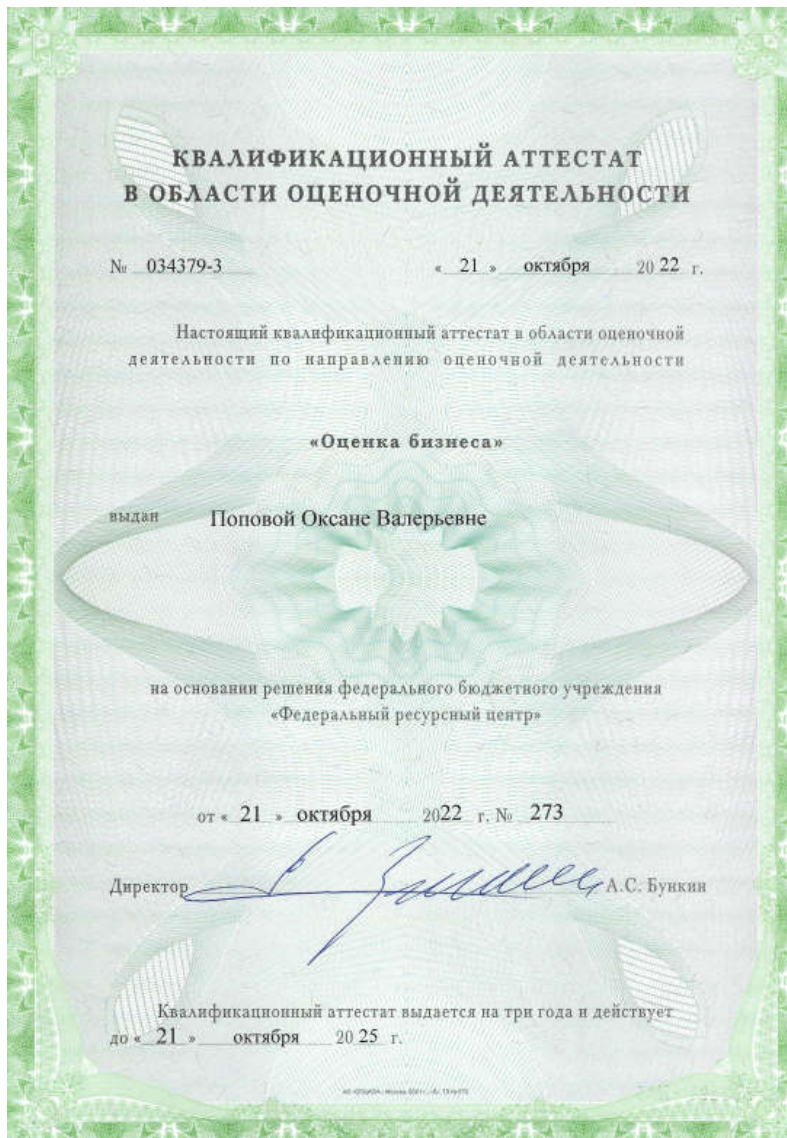 КВАЛИФИКАЦИОННЫЙ АТТЕСТАТ
В ОБЛАСТИ ОЦЕНОЧНОЙ ДЕЯТЕЛЬНОСТИ
№ 034379-3 « 21 » октября 20 22 г.
Настоящий квалификационный аттестат в области оценочной
деятельности по направлению оценочной деятельности
«Оценка бизнеса»
выдан Поповой Оксане Валерьевне
на основании решения федерального бюджетного учреждения
«Федеральный ресурсный центр»
от « 21 » октября 2022 г. № 273
Директор А.С. Бункин
Квалификационный аттестат выдается на три года и действует
до « 21 » октября 20 25 г.